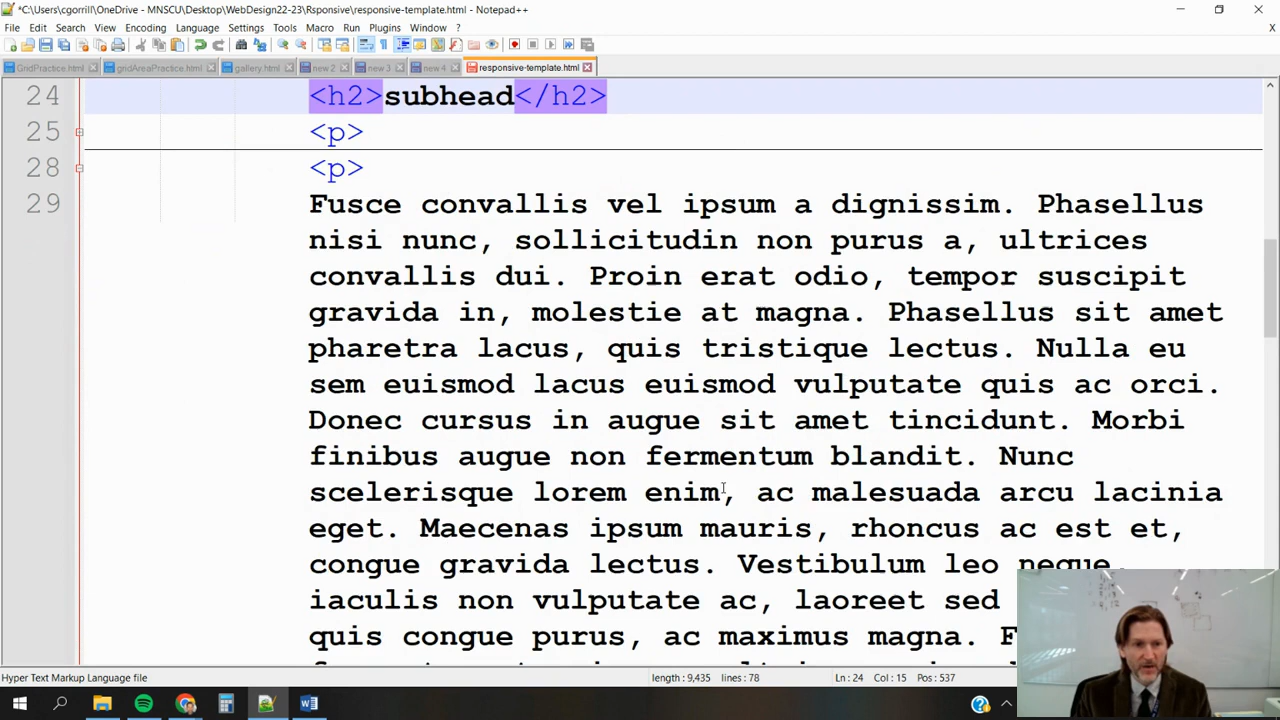 *C:\Users\cgorrill\OneDrive - MNSCU\Desktop\WebDesign22-23\Rsponsive\responsive-template.html - Notepad++
File Edit Search View Encoding Language Settings Tools Macro Run Plugins Window ?
X
GridPractice.html gridAreaPractice.html gallery.html new 2 new 3 new 4 responsive-template.html
24 <h2>subhead</h2>
25 <p>
28 <p>
29
Fusce convallis vel ipsum a dignissim. Phasellus
nisi nunc, sollicitudin non purus a, ultrices
convallis dui. Proin erat odio, tempor suscipit
gravida in, molestie at magna. Phasellus sit amet
pharetra lacus, quis tristique lectus. Nulla eu
sem euismod lacus euismod vulputate quis ac orci.
Donec cursus in augue sit amet tincidunt. Morbi
finibus augue non fermentum blandit. Nunc
scelerisque lorem enim, ac malesuada arcu lacinia
eget. Maecenas ipsum mauris, rhoncus ac est et,
congue gravida lectus. Vestibulum leo neque,
iaculis non vulputate ac, laoreet sed
quis congue purus, ac maximus magna. F
Hyper Text Markup Language file length : 9,435 lines : 78 Ln : 24 Col : 15 Pos : 537